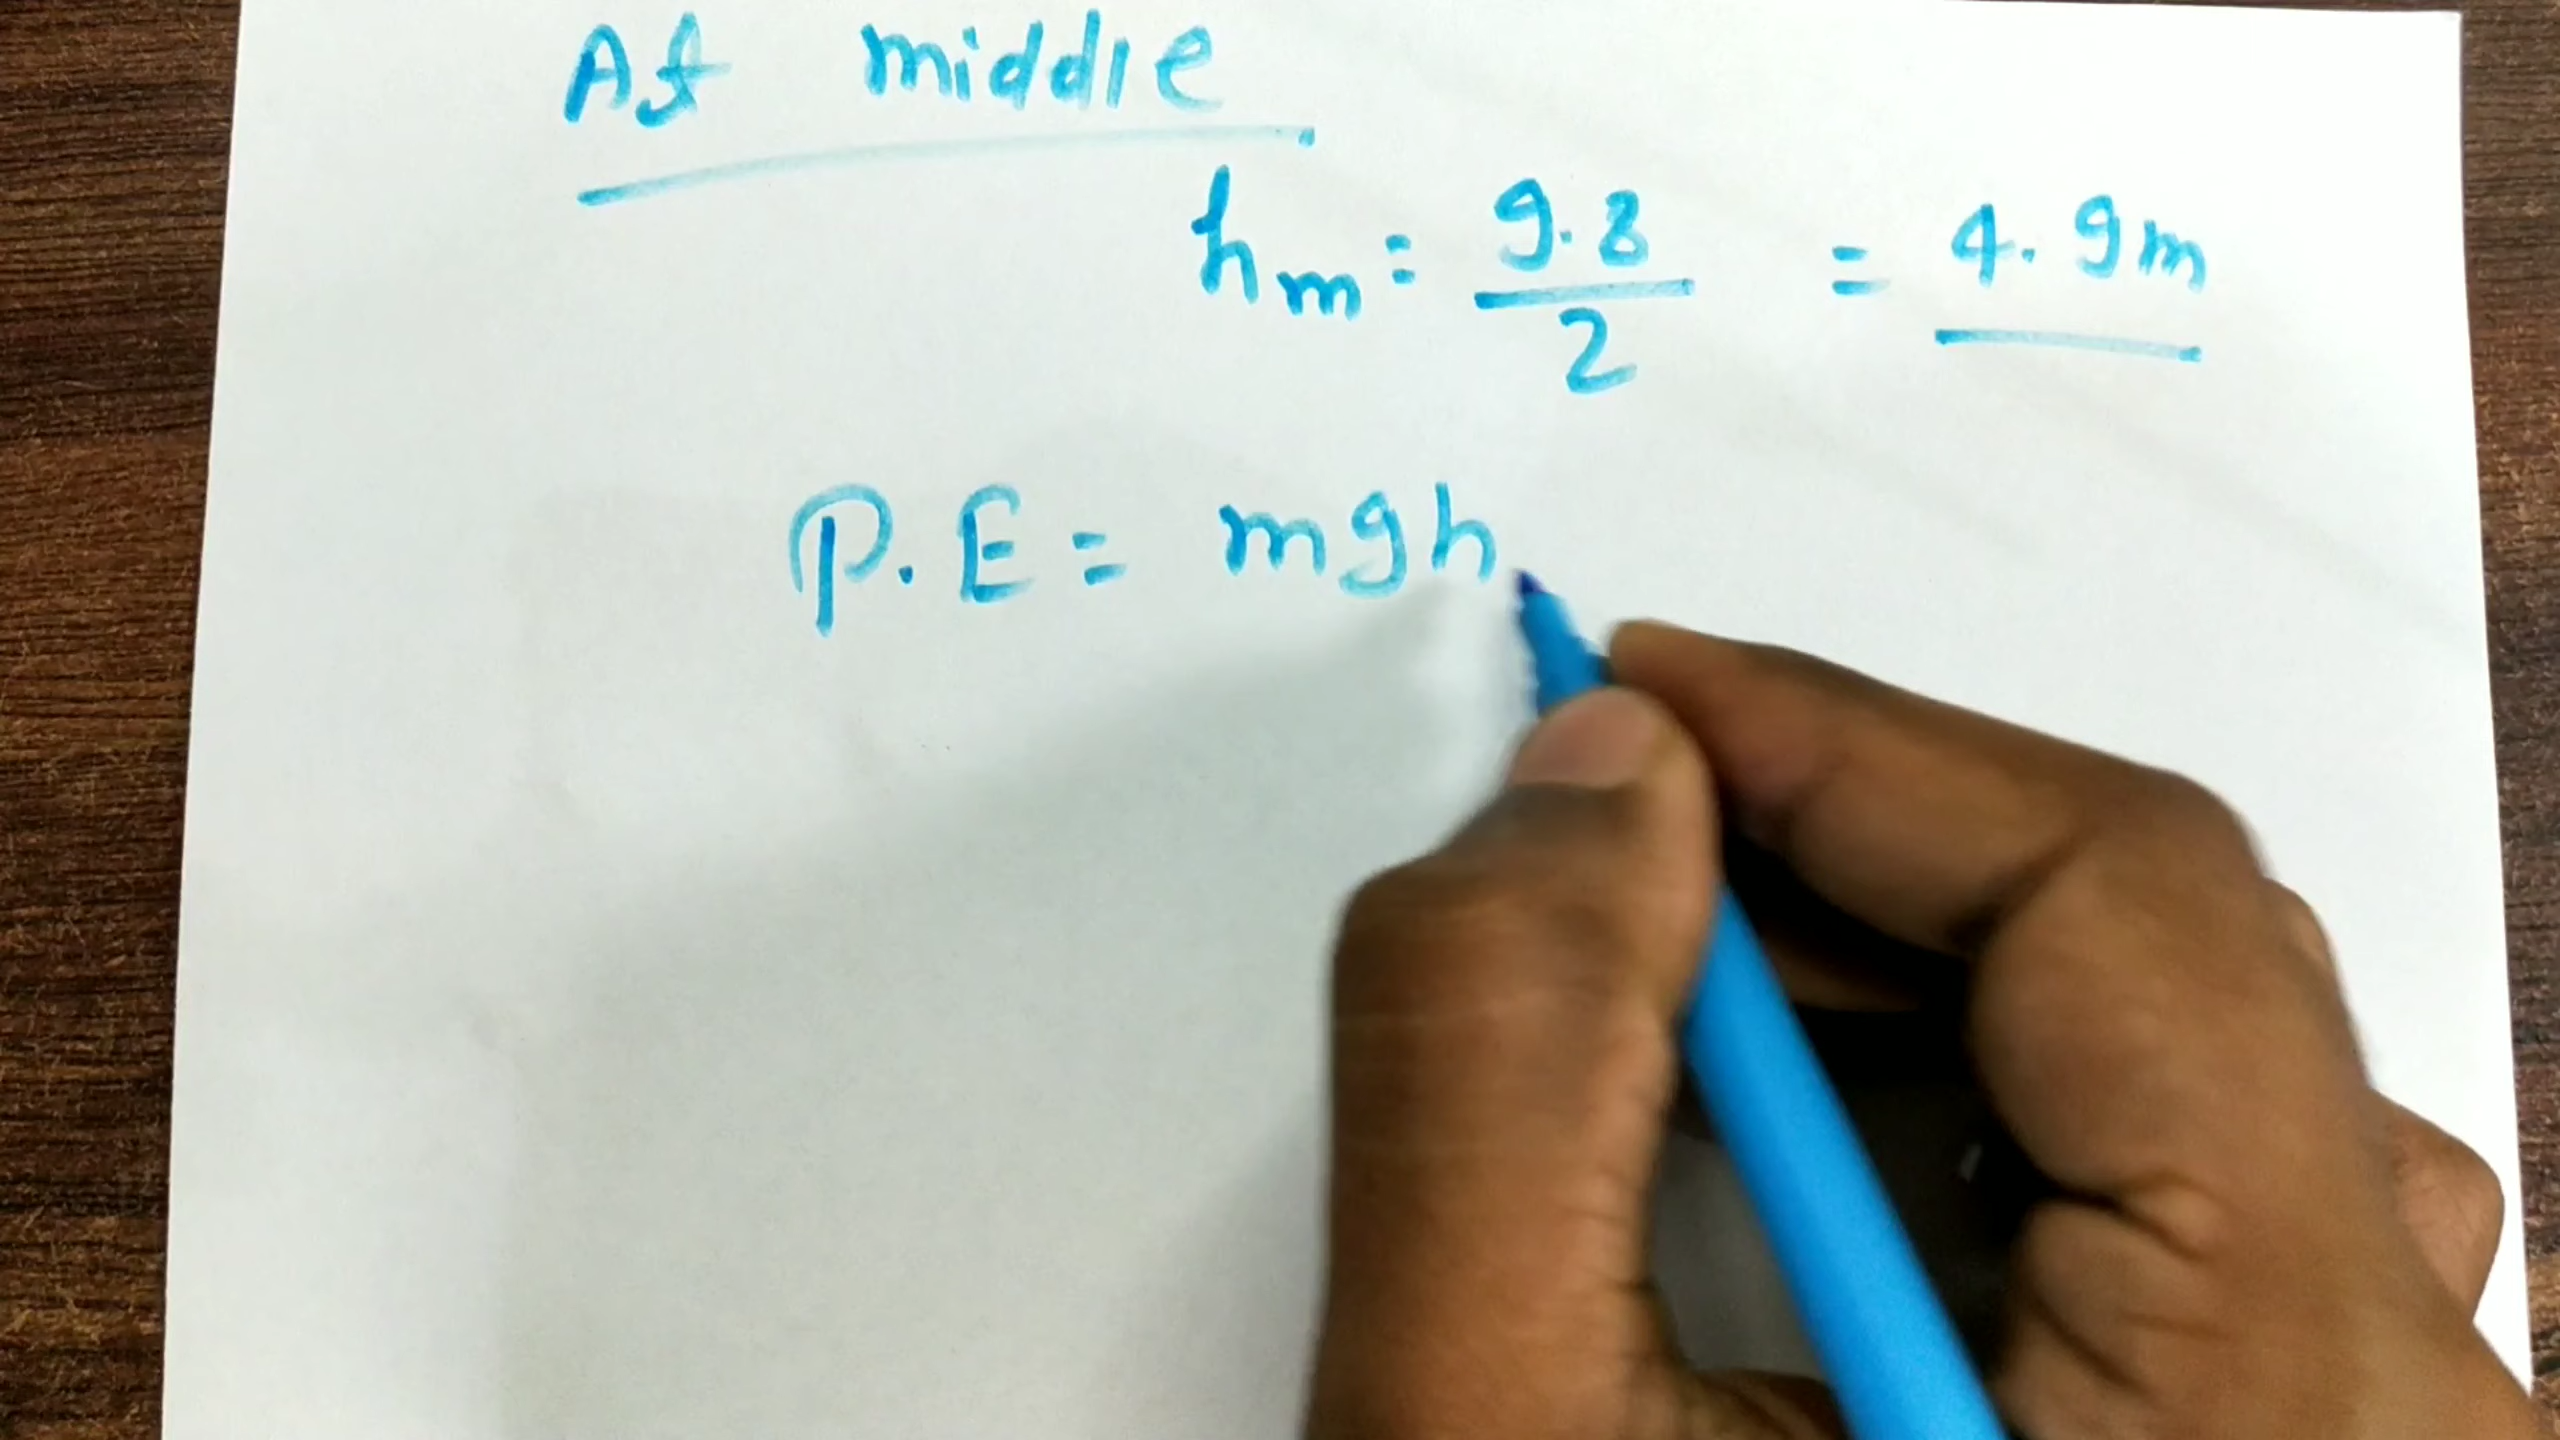 At middle
hm = 9.8/2 = 4.9m
P.E = mgh